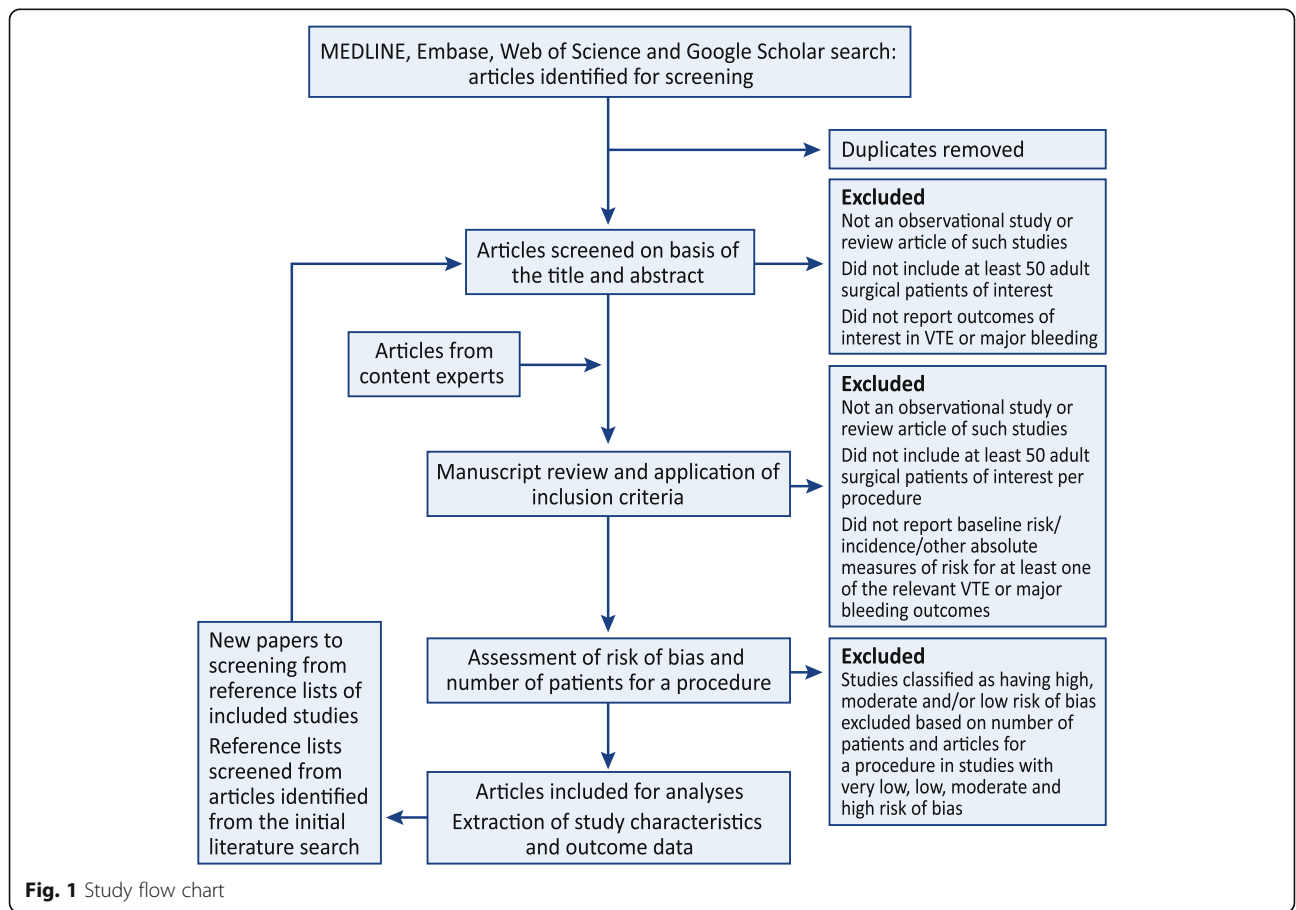 MEDLINE, Embase, Web of Science and Google Scholar search:
articles identified for screening
Duplicates removed
Articles screened on basis of
the title and abstract
Excluded
Not an observational study or
review article of such studies
Did not include at least 50 adult
surgical patients of interest
Did not report outcomes of
interest in VTE or major bleeding
Articles from
content experts
Manuscript review and application of
inclusion criteria
Excluded
Not an observational study or
review article of such studies
Did not include at least 50 adult
surgical patients of interest per
procedure
Did not report baseline risk/
incidence/other absolute
measures of risk for at least one
of the relevant VTE or major
bleeding outcomes
Assessment of risk of bias and
number of patients for a procedure
Excluded
Studies classified as having high,
moderate and/or low risk of bias
excluded based on number of
patients and articles for
a procedure in studies with
very low, low, moderate and
high risk of bias
Articles included for analyses
Extraction of study characteristics
and outcome data
New papers to
screening from
reference lists of
included studies
Reference lists
screened from
articles identified
from the initial
literature search
Fig. 1 Study flow chart